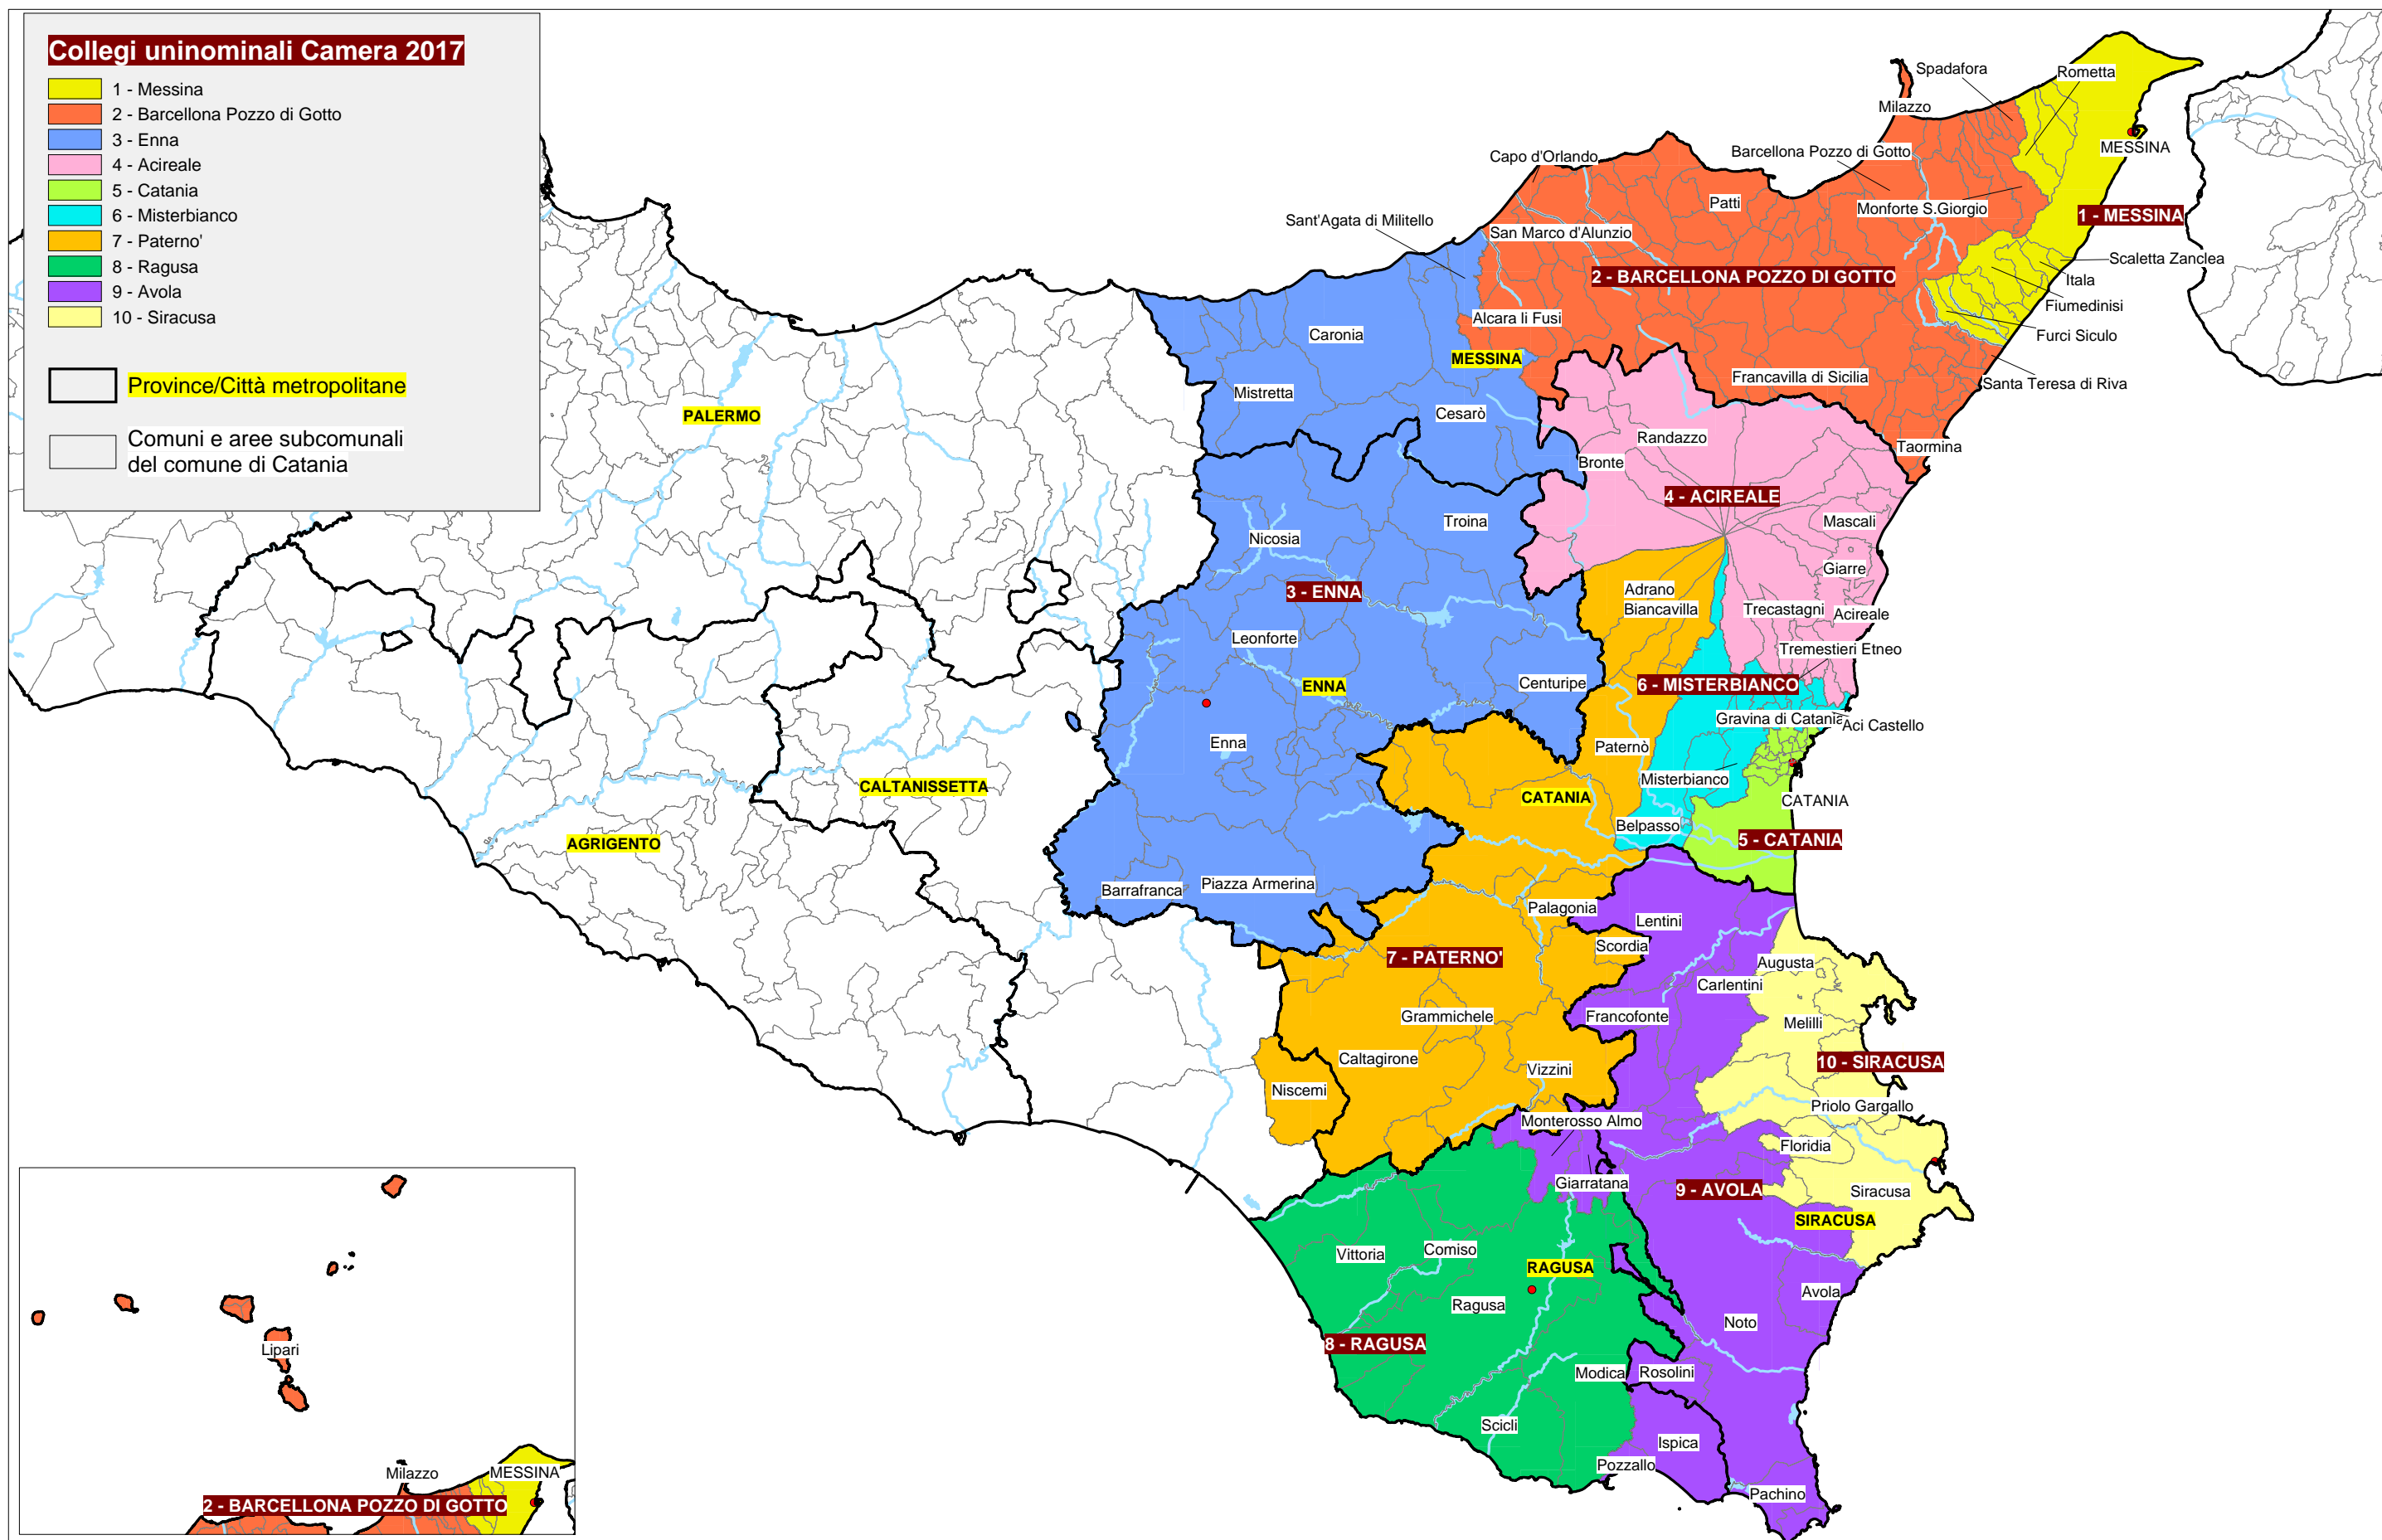 Collegi uninominali Camera 2017
1 - Messina
2 - Barcellona Pozzo di Gotto
3 - Enna
4 - Acireale
5 - Catania
6 - Misterbianco
7 - Paterno'
8 - Ragusa
9 - Avola
10 - Siracusa
Province/Città metropolitane
Comuni e aree subcomunali
del comune di Catania
Spadafora
Rometta
Milazzo
MESSINA
Capo d'Orlando
Barcellona Pozzo di Gotto
Patti
Monforte S.Giorgio
1 - MESSINA
Sant'Agata di Militello
San Marco d'Alunzio
2 - BARCELLONA POZZO DI GOTTO
Scaletta Zanclea
Itala
Fiumedinisi
Furci Siculo
Alcara li Fusi
Caronia
MESSINA
Santa Teresa di Riva
Francavilla di Sicilia
Mistretta
Cesarò
PALERMO
Randazzo
Taormina
Bronte
4 - ACIREALE
Mascali
Troina
Nicosia
Giarre
3 - ENNA
Adrano
Biancavilla
Trecastagni
Acireale
Leonforte
Tremestieri Etneo
ENNA
Centuripe
6 - MISTERBIANCO
Gravina di Catania
Aci Castello
Enna
Paternò
Misterbianco
CALTANISSETTA
CATANIA
CATANIA
Belpasso
5 - CATANIA
AGRIGENTO
Barrafranca
Piazza Armerina
Palagonia
Lentini
Scordia
7 - PATERNO'
Augusta
Carlentini
Grammichele
Francofonte
Melilli
Caltagirone
10 - SIRACUSA
Vizzini
Niscemi
Priolo Gargallo
Monterosso Almo
Floridia
Giarratana
9 - AVOLA
Siracusa
SIRACUSA
Vittoria
Comiso
RAGUSA
Avola
Ragusa
Noto
8 - RAGUSA
Modica
Rosolini
Scicli
Ispica
Pozzallo
Pachino
Lipari
Milazzo
MESSINA
2 - BARCELLONA POZZO DI GOTTO